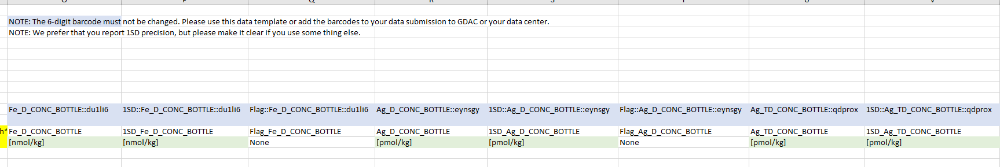 NOTE: The 6-digit barcode must not be changed. Please use this data template or add the barcodes to your data submission to GDAC or your data center.
NOTE: We prefer that you report 1SD precision, but please make it clear if you use some thing else.
Fe_D_CONC_BOTTLE::du1li6 1SD::Fe_D_CONC_BOTTLE::du1li6 Flag::Fe_D_CONC_BOTTLE::du1li6 Ag_D_CONC_BOTTLE::eynsgy 1SD::Ag_D_CONC_BOTTLE::eynsgy Flag::Ag_D_CONC_BOTTLE::eynsgy Ag_TD_CONC_BOTTLE::qdprox 1SD::Ag_TD_CONC_BOTTLE::qdprox
h* Fe_D_CONC_BOTTLE 1SD_Fe_D_CONC_BOTTLE Flag_Fe_D_CONC_BOTTLE Ag_D_CONC_BOTTLE 1SD_Ag_D_CONC_BOTTLE Flag_Ag_D_CONC_BOTTLE Ag_TD_CONC_BOTTLE 1SD_Ag_TD_CONC_BOTTLE
[nmol/kg] [nmol/kg] None [pmol/kg] [pmol/kg] None [pmol/kg] [pmol/kg]